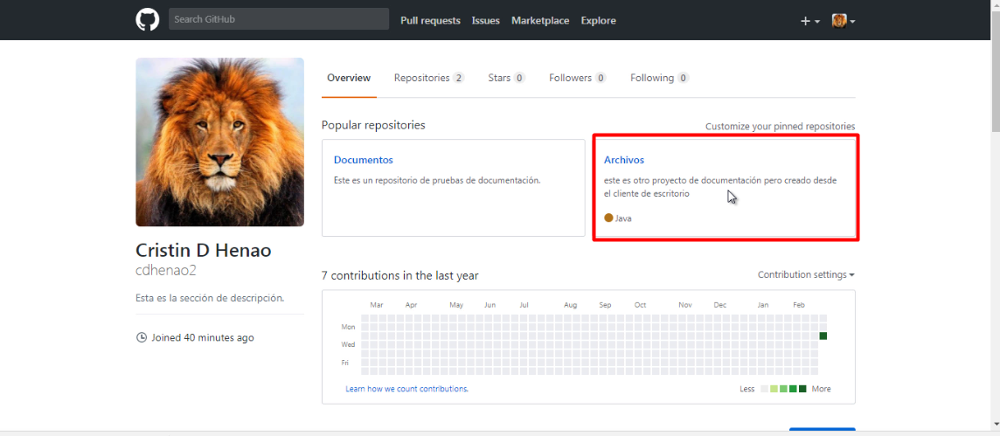 Search GitHub
Pull requests
Issues
Marketplace
Explore
Overview
Repositories 2
Stars 0
Followers 0
Following 0
Popular repositories
Customize your pinned repositories
Documentos
Este es un repositorio de pruebas de documentación.
Archivos
este es otro proyecto de documentación pero creado desde
el cliente de escritorio
Java
Cristin D Henao
cdhenao2
Esta es la sección de descripción.
Joined 40 minutes ago
7 contributions in the last year
Contribution settings
Mar Apr May Jun Jul Aug Sep Oct Nov Dec Jan Feb
Mon
Wed
Fri
Learn how we count contributions.
Less
More